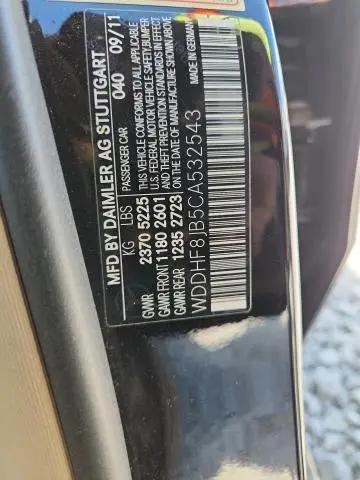 MFD BY DAIMLER AG STUTTGART 09/11
PASSENGER CAR 040
KG LBS
GVWR 2370 5225
GAWR FRONT 1180 2601
GAWR REAR 1235 2723
THIS VEHICLE CONFORMS TO ALL APPLICABLE
U.S. FEDERAL MOTOR VEHICLE SAFETY,BUMPER
AND THEFT PREVENTION STANDARDS IN EFFECT ON THE
DATE OF MANUFACTURE SHOWN ABOVE
MADE IN GERMANY
WDDHF8JB5CA532543